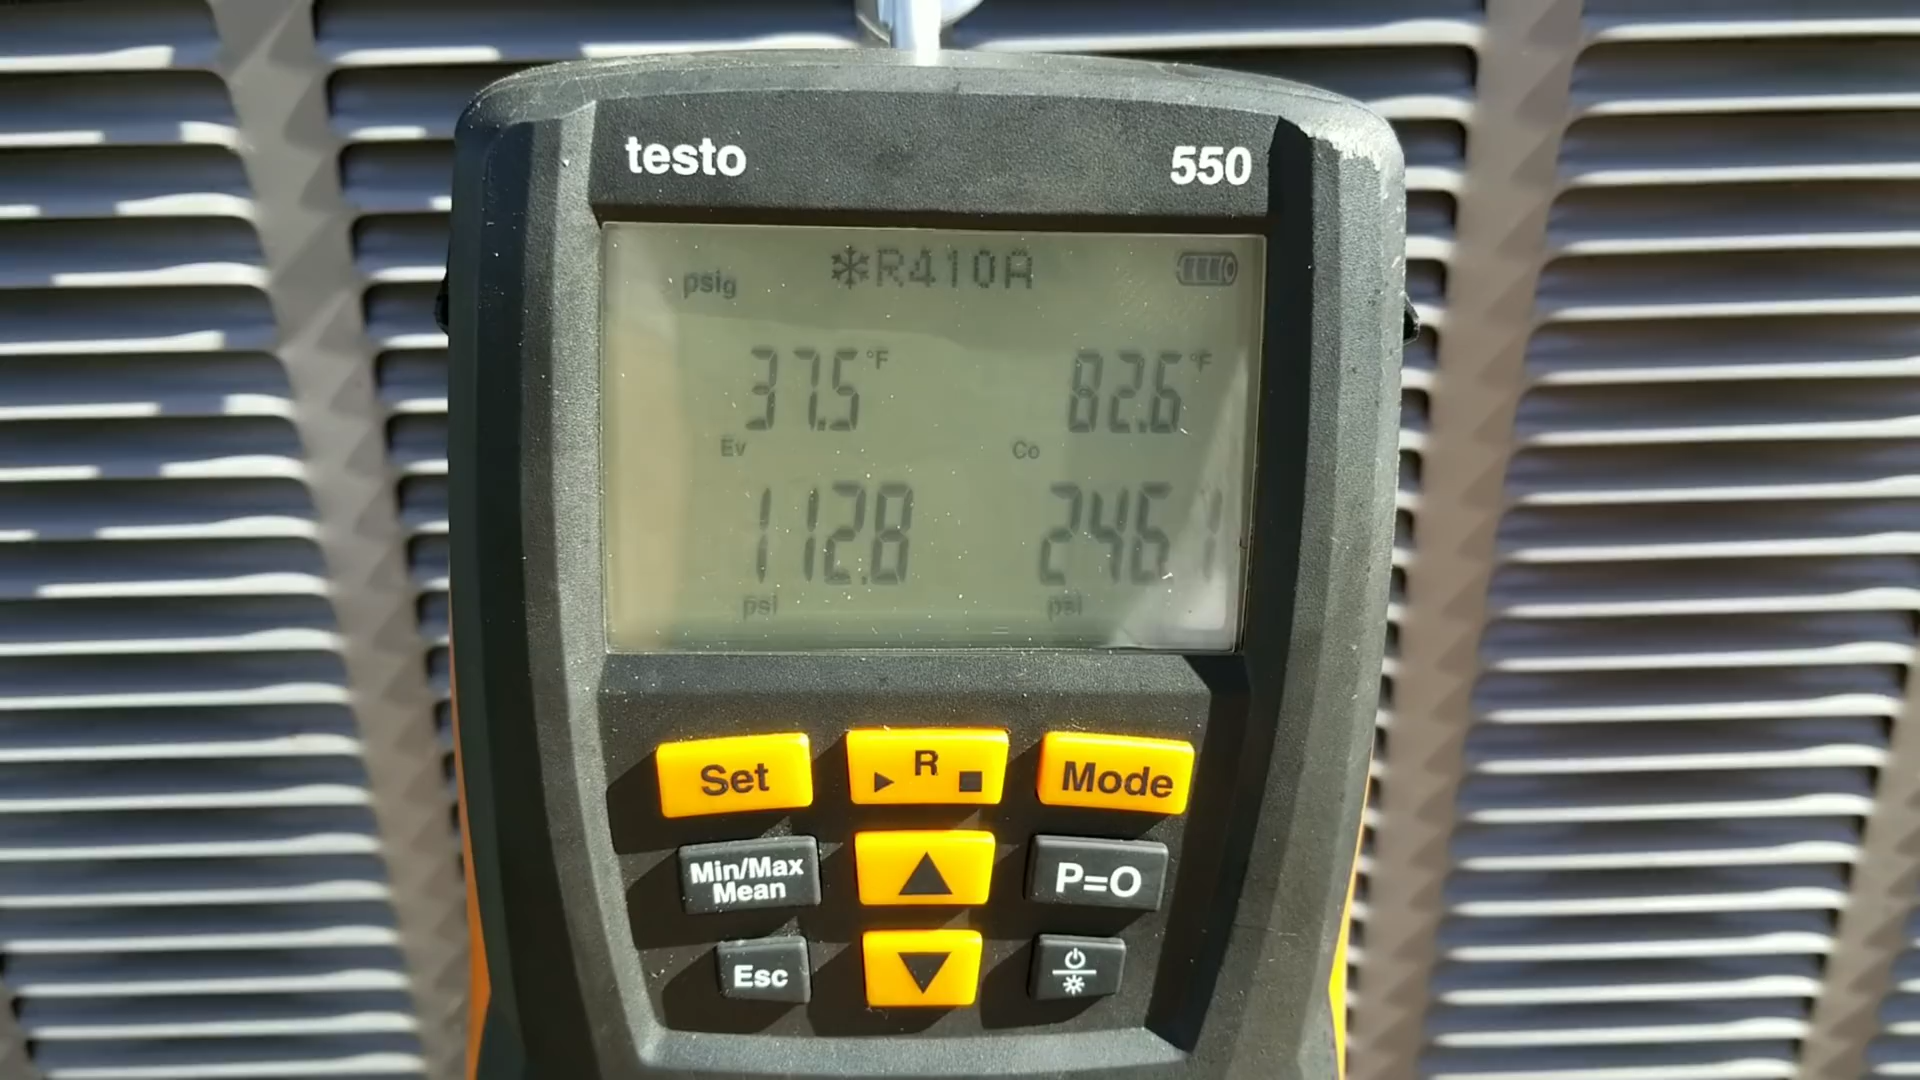 testo 550
psig ❄R410A
37.5 °F 82.6 °F
Ev Co
112.8 246.1
psi psi
Set R Mode
Min/Max Mean ▲ P=O
Esc ▼